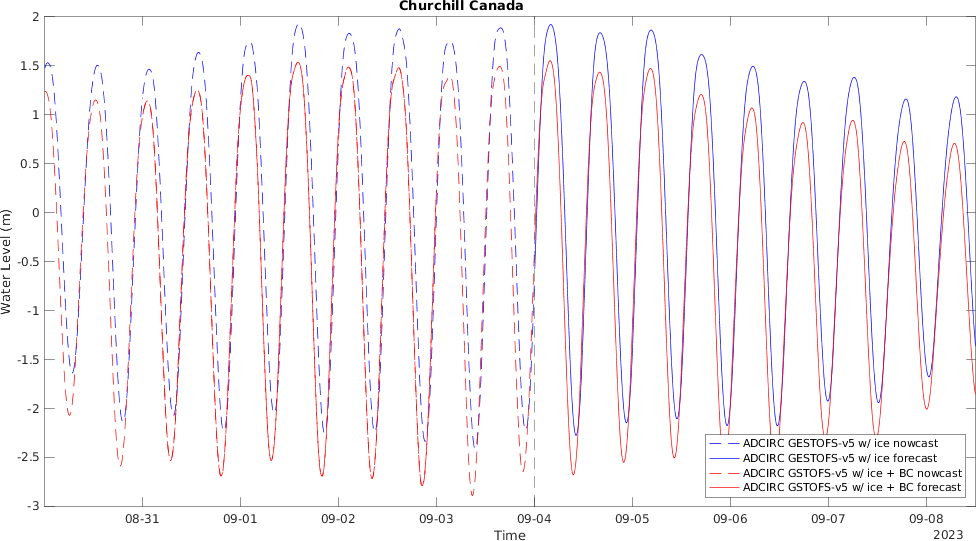 Churchill Canada
Water Level (m)
2
1.5
1
0.5
0
-0.5
-1
-1.5
-2
-2.5
-3
ADCIRC GESTOFS-v5 w/ ice nowcast
ADCIRC GESTOFS-v5 w/ ice forecast
ADCIRC GSTOFS-v5 w/ ice + BC nowcast
ADCIRC GSTOFS-v5 w/ ice + BC forecast
08-31 09-01 09-02 09-03 09-04 09-05 09-06 09-07 09-08
Time
2023